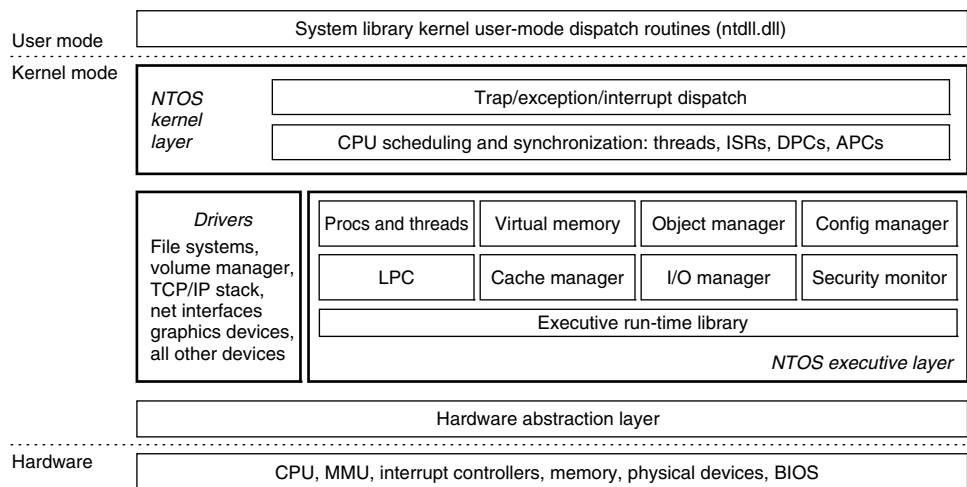 System library kernel user-mode dispatch routines (ntdll.dll)
User mode
Kernel mode
NTOS
kernel
layer
Trap/exception/interrupt dispatch
CPU scheduling and synchronization: threads, ISRs, DPCs, APCs
Drivers
File systems,
volume manager,
TCP/IP stack,
net interfaces
graphics devices,
all other devices
Procs and threads
Virtual memory
Object manager
Config manager
LPC
Cache manager
I/O manager
Security monitor
Executive run-time library
NTOS executive layer
Hardware abstraction layer
Hardware
CPU, MMU, interrupt controllers, memory, physical devices, BIOS